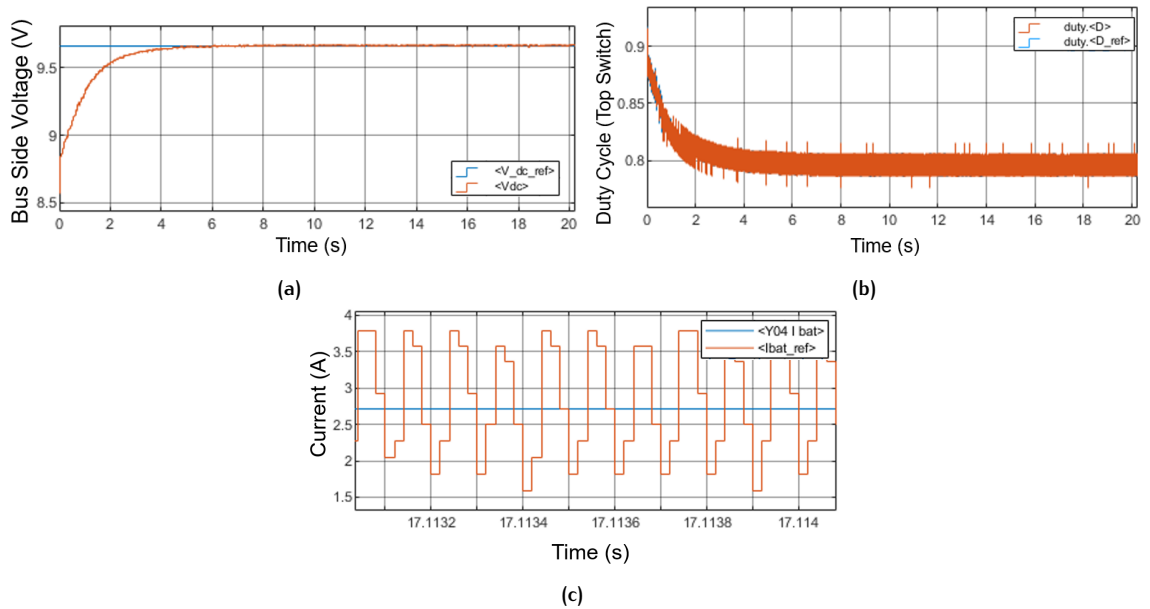 Bus Side Voltage (V)
9.5
9
8.5
0 2 4 6 8 10 12 14 16 18 20
<V_dc_ref>
<Vdc>
Time (s)
(a)
Duty Cycle (Top Switch)
0.9
0.85
0.8
0 2 4 6 8 10 12 14 16 18 20
duty.<D>
duty.<D_ref>
Time (s)
(b)
Current (A)
4
3.5
3
2.5
2
1.5
17.1132 17.1134 17.1136 17.1138 17.114
<Y04 I bat>
<Ibat_ref>
Time (s)
(c)